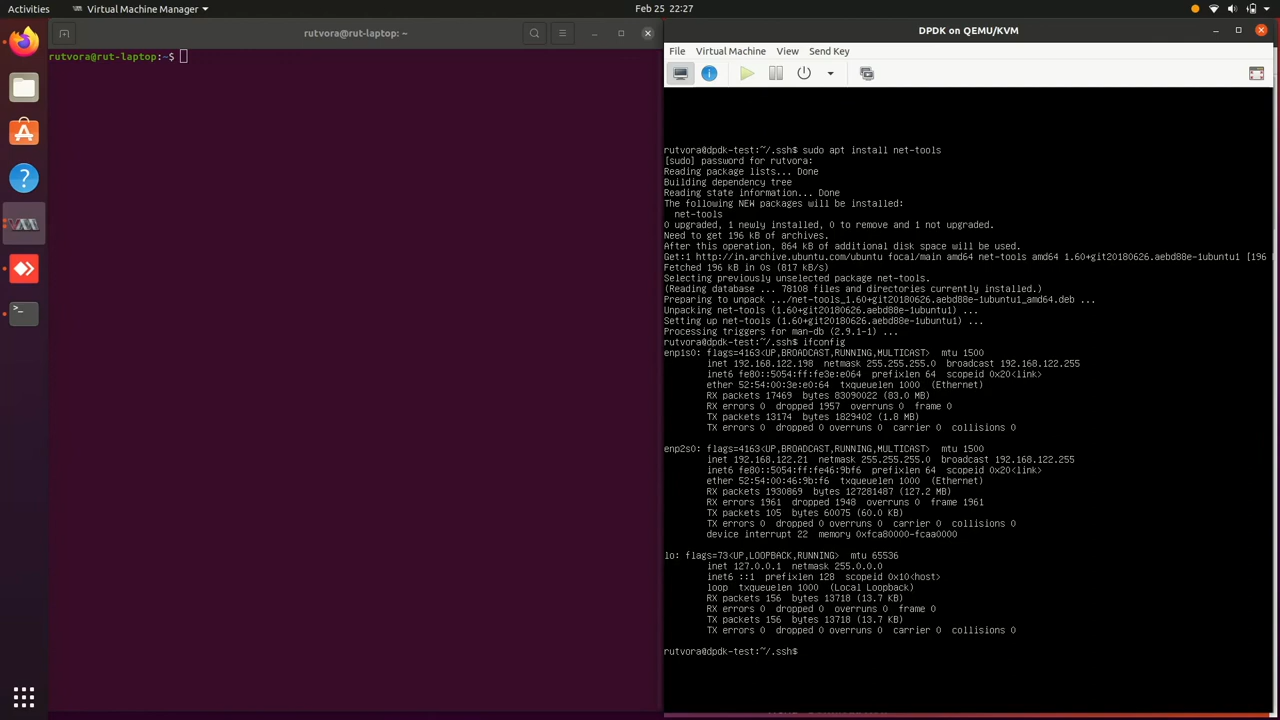 Activities
Virtual Machine Manager
Feb 25 22:27
rutvora@rut-laptop: ~
rutvora@rut-laptop:~$
DPDK on QEMU/KVM
File Virtual Machine View Send Key
rutvora@dpdk-test:~/.ssh$ sudo apt install net-tools
[sudo] password for rutvora:
Reading package lists... Done
Building dependency tree
Reading state information... Done
The following NEW packages will be installed:
  net-tools
0 upgraded, 1 newly installed, 0 to remove and 1 not upgraded.
Need to get 196 kB of archives.
After this operation, 864 kB of additional disk space will be used.
Get:1 http://in.archive.ubuntu.com/ubuntu focal/main amd64 net-tools amd64 1.60+git20180626.aebd88e-1ubuntu1 [196 k
Fetched 196 kB in 0s (817 kB/s)
Selecting previously unselected package net-tools.
(Reading database ... 78108 files and directories currently installed.)
Preparing to unpack .../net-tools_1.60+git20180626.aebd88e-1ubuntu1_amd64.deb ...
Unpacking net-tools (1.60+git20180626.aebd88e-1ubuntu1) ...
Setting up net-tools (1.60+git20180626.aebd88e-1ubuntu1) ...
Processing triggers for man-db (2.9.1-1) ...
rutvora@dpdk-test:~/.ssh$ ifconfig
enp1s0: flags=4163<UP,BROADCAST,RUNNING,MULTICAST>  mtu 1500
        inet 192.168.122.198  netmask 255.255.255.0  broadcast 192.168.122.255
        inet6 fe80::5054:ff:fe3e:e064  prefixlen 64  scopeid 0x20<link>
        ether 52:54:00:3e:e0:64  txqueuelen 1000  (Ethernet)
        RX packets 17469  bytes 83090022 (83.0 MB)
        RX errors 0  dropped 1957  overruns 0  frame 0
        TX packets 13174  bytes 1829402 (1.8 MB)
        TX errors 0  dropped 0 overruns 0  carrier 0  collisions 0
enp2s0: flags=4163<UP,BROADCAST,RUNNING,MULTICAST>  mtu 1500
        inet 192.168.122.21  netmask 255.255.255.0  broadcast 192.168.122.255
        inet6 fe80::5054:ff:fe46:9bf6  prefixlen 64  scopeid 0x20<link>
        ether 52:54:00:46:9b:f6  txqueuelen 1000  (Ethernet)
        RX packets 1930869  bytes 127281487 (127.2 MB)
        RX errors 1961  dropped 1948  overruns 0  frame 1961
        TX packets 105  bytes 60075 (60.0 KB)
        TX errors 0  dropped 0 overruns 0  carrier 0  collisions 0
        device interrupt 22  memory 0xfca80000-fcaa0000
lo: flags=73<UP,LOOPBACK,RUNNING>  mtu 65536
        inet 127.0.0.1  netmask 255.0.0.0
        inet6 ::1  prefixlen 128  scopeid 0x10<host>
        loop  txqueuelen 1000  (Local Loopback)
        RX packets 156  bytes 13718 (13.7 KB)
        RX errors 0  dropped 0  overruns 0  frame 0
        TX packets 156  bytes 13718 (13.7 KB)
        TX errors 0  dropped 0 overruns 0  carrier 0  collisions 0
rutvora@dpdk-test:~/.ssh$